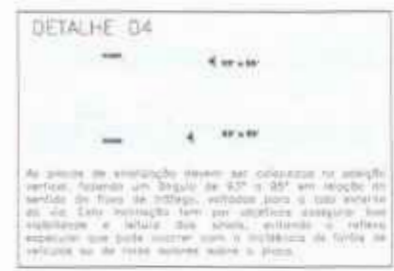 DETALHE 04
As placas de sinalização devem ser colocadas na posição
vertical, fazendo um ângulo de 93° a 95° em relação ao
sentido do fluxo de tráfego, voltadas para o lado externo
da via. Esta inclinação tem por objetivos assegurar boa
visibilidade e leitura dos sinais, evitando o reflexo
especular que pode ocorrer com a incidência de faróis de
veículos ou de raios solares sobre a placa.